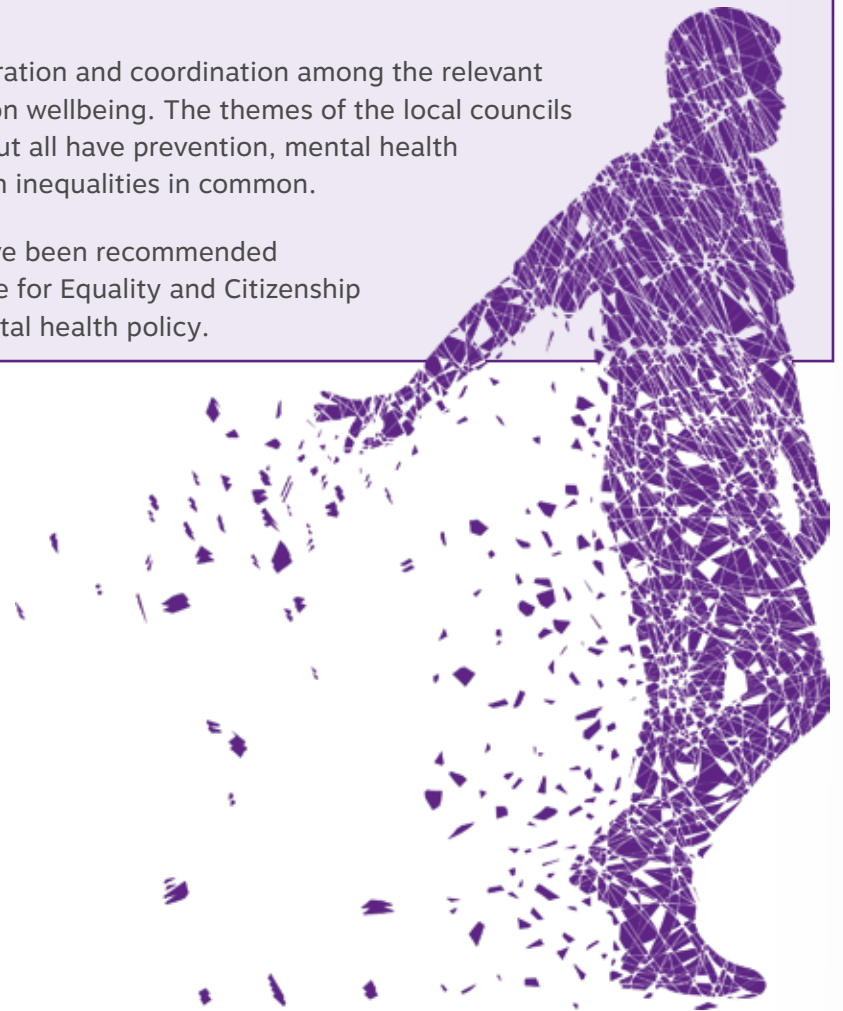 ration and coordination among the relevant
on wellbeing. The themes of the local councils
ut all have prevention, mental health
n inequalities in common.
ve been recommended
e for Equality and Citizenship
tal health policy.